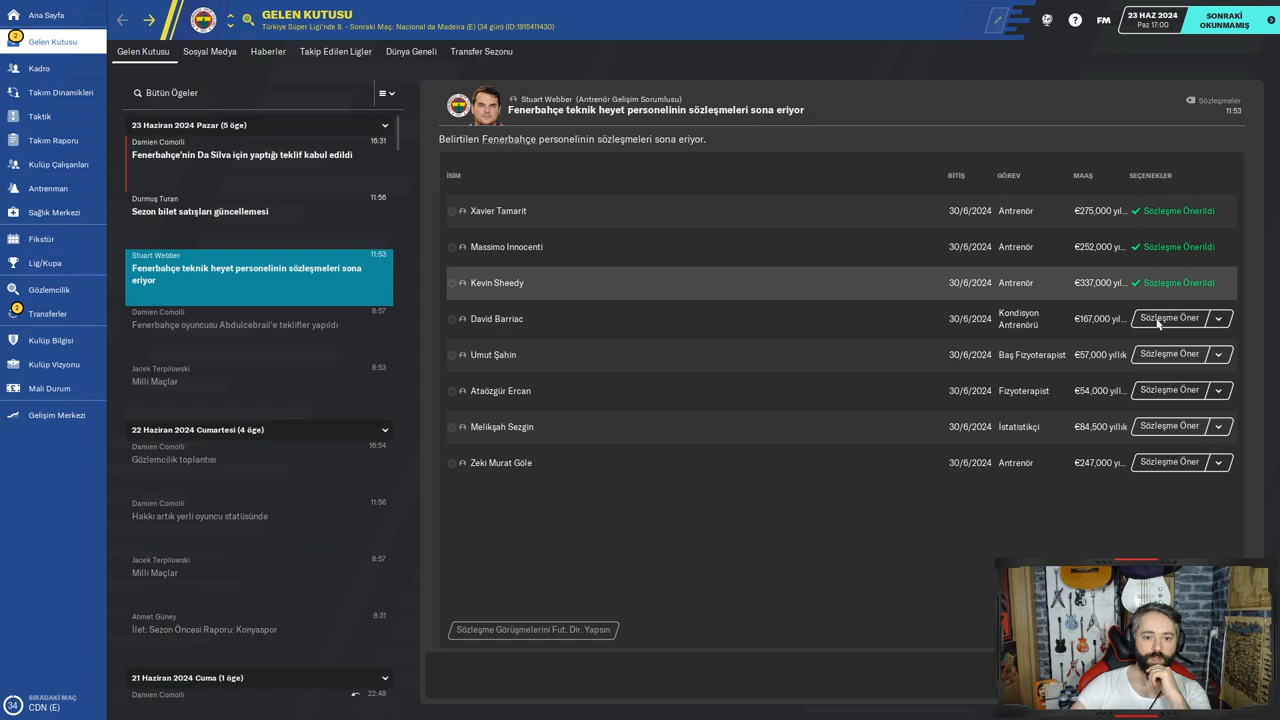 Ana Sayfa
2
Gelen Kutusu
Kadro
Takım Dinamikleri
Taktik
Takım Raporu
Kulüp Çalışanları
Antrenman
Sağlık Merkezi
Fikstür
Lig/Kupa
Gözlemcilik
2
Transferler
Kulüp Bilgisi
Kulüp Vizyonu
Mali Durum
Gelişim Merkezi
34
SIRADAKİ MAÇ
CDN (E)
GELEN KUTUSU
Türkiye Süper Ligi'nde 8. - Sonraki Maç: Nacional da Madeira (E) (34 gün) (ID:1915411430)
FM
23 HAZ 2024
Paz 17:00
SONRAKİ
OKUNMAMIŞ
Gelen Kutusu
Sosyal Medya
Haberler
Takip Edilen Ligler
Dünya Geneli
Transfer Sezonu
Bütün Ögeler
23 Haziran 2024 Pazar (5 öge)
Damien Comolli 16:31
Fenerbahçe'nin Da Silva için yaptığı teklif kabul edildi
Durmuş Turan 11:56
Sezon bilet satışları güncellemesi
Stuart Webber 11:53
Fenerbahçe teknik heyet personelinin sözleşmeleri sona
eriyor
Damien Comolli 8:57
Fenerbahçe oyuncusu Abdulcebrail'e teklifler yapıldı
Jacek Terpilowski 8:53
Milli Maçlar
22 Haziran 2024 Cumartesi (4 öge)
Damien Comolli 16:54
Gözlemcilik toplantısı
Damien Comolli 11:56
Hakkı artık yerli oyuncu statüsünde
Jacek Terpilowski 8:57
Milli Maçlar
Ahmet Güney 8:31
İlet: Sezon Öncesi Raporu: Konyaspor
21 Haziran 2024 Cuma (1 öge)
Damien Comolli 22:48
Stuart Webber (Antrenör Gelişim Sorumlusu)
Fenerbahçe teknik heyet personelinin sözleşmeleri sona eriyor
Sözleşmeler
11:53
Belirtilen Fenerbahçe personelinin sözleşmeleri sona eriyor.
İSİM BİTİŞ GÖREV MAAŞ SEÇENEKLER
Xavier Tamarit 30/6/2024 Antrenör €275,000 yıl... Sözleşme Önerildi
Massimo Innocenti 30/6/2024 Antrenör €252,000 yı... Sözleşme Önerildi
Kevin Sheedy 30/6/2024 Antrenör €337,000 yıl... Sözleşme Önerildi
David Barriac 30/6/2024 Kondisyon Antrenörü €167,000 yıl... Sözleşme Öner
Umut Şahin 30/6/2024 Baş Fizyoterapist €57,000 yıllık Sözleşme Öner
Ataözgür Ercan 30/6/2024 Fizyoterapist €54,000 yıll... Sözleşme Öner
Melikşah Sezgin 30/6/2024 İstatistikçi €84,500 yıllık Sözleşme Öner
Zeki Murat Göle 30/6/2024 Antrenör €247,000 yı... Sözleşme Öner
Sözleşme Görüşmelerini Fut. Dir. Yapsın